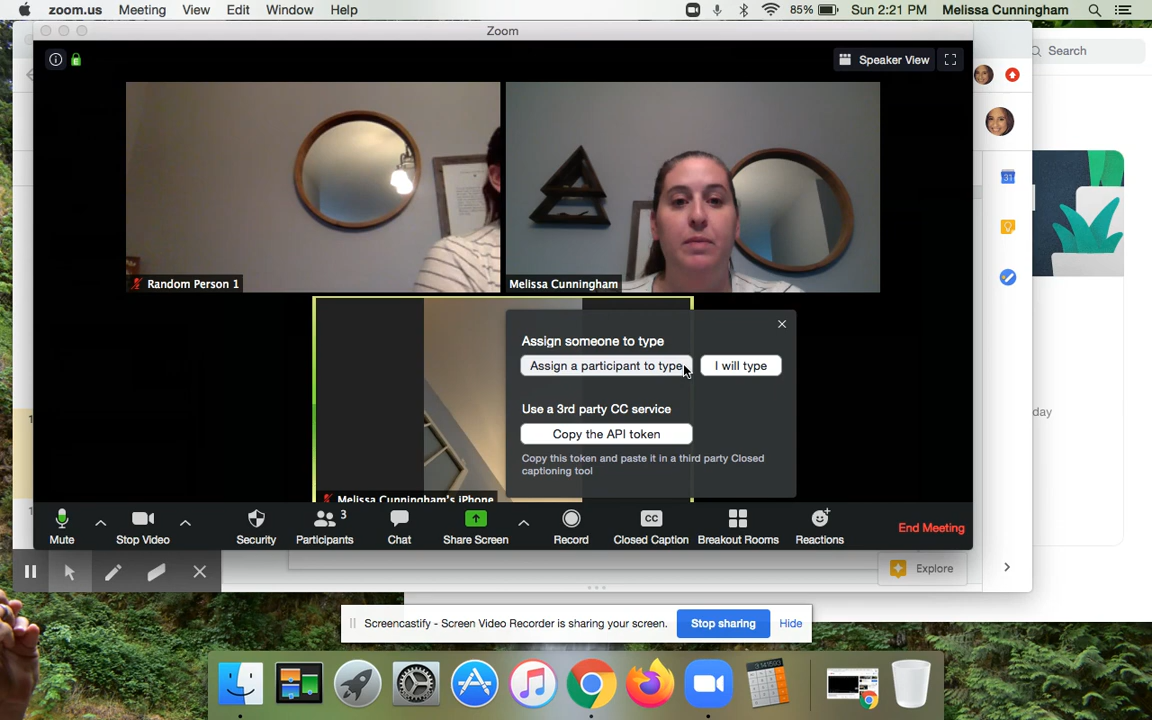 zoom.us Meeting View Edit Window Help 85% Sun 2:21 PM Melissa Cunningham
Zoom
Search
Speaker View
Random Person 1
Melissa Cunningham
31
Assign someone to type
Assign a participant to type
I will type
Use a 3rd party CC service
Copy the API token
Copy this token and paste it in a third party Closed
captioning tool
day
Melissa Cunningham's iPhone
3
CC
Mute
Stop Video
Security
Participants
Chat
Share Screen
Record
Closed Caption
Breakout Rooms
Reactions
End Meeting
Explore
Screencastify - Screen Video Recorder is sharing your screen.
Stop sharing
Hide